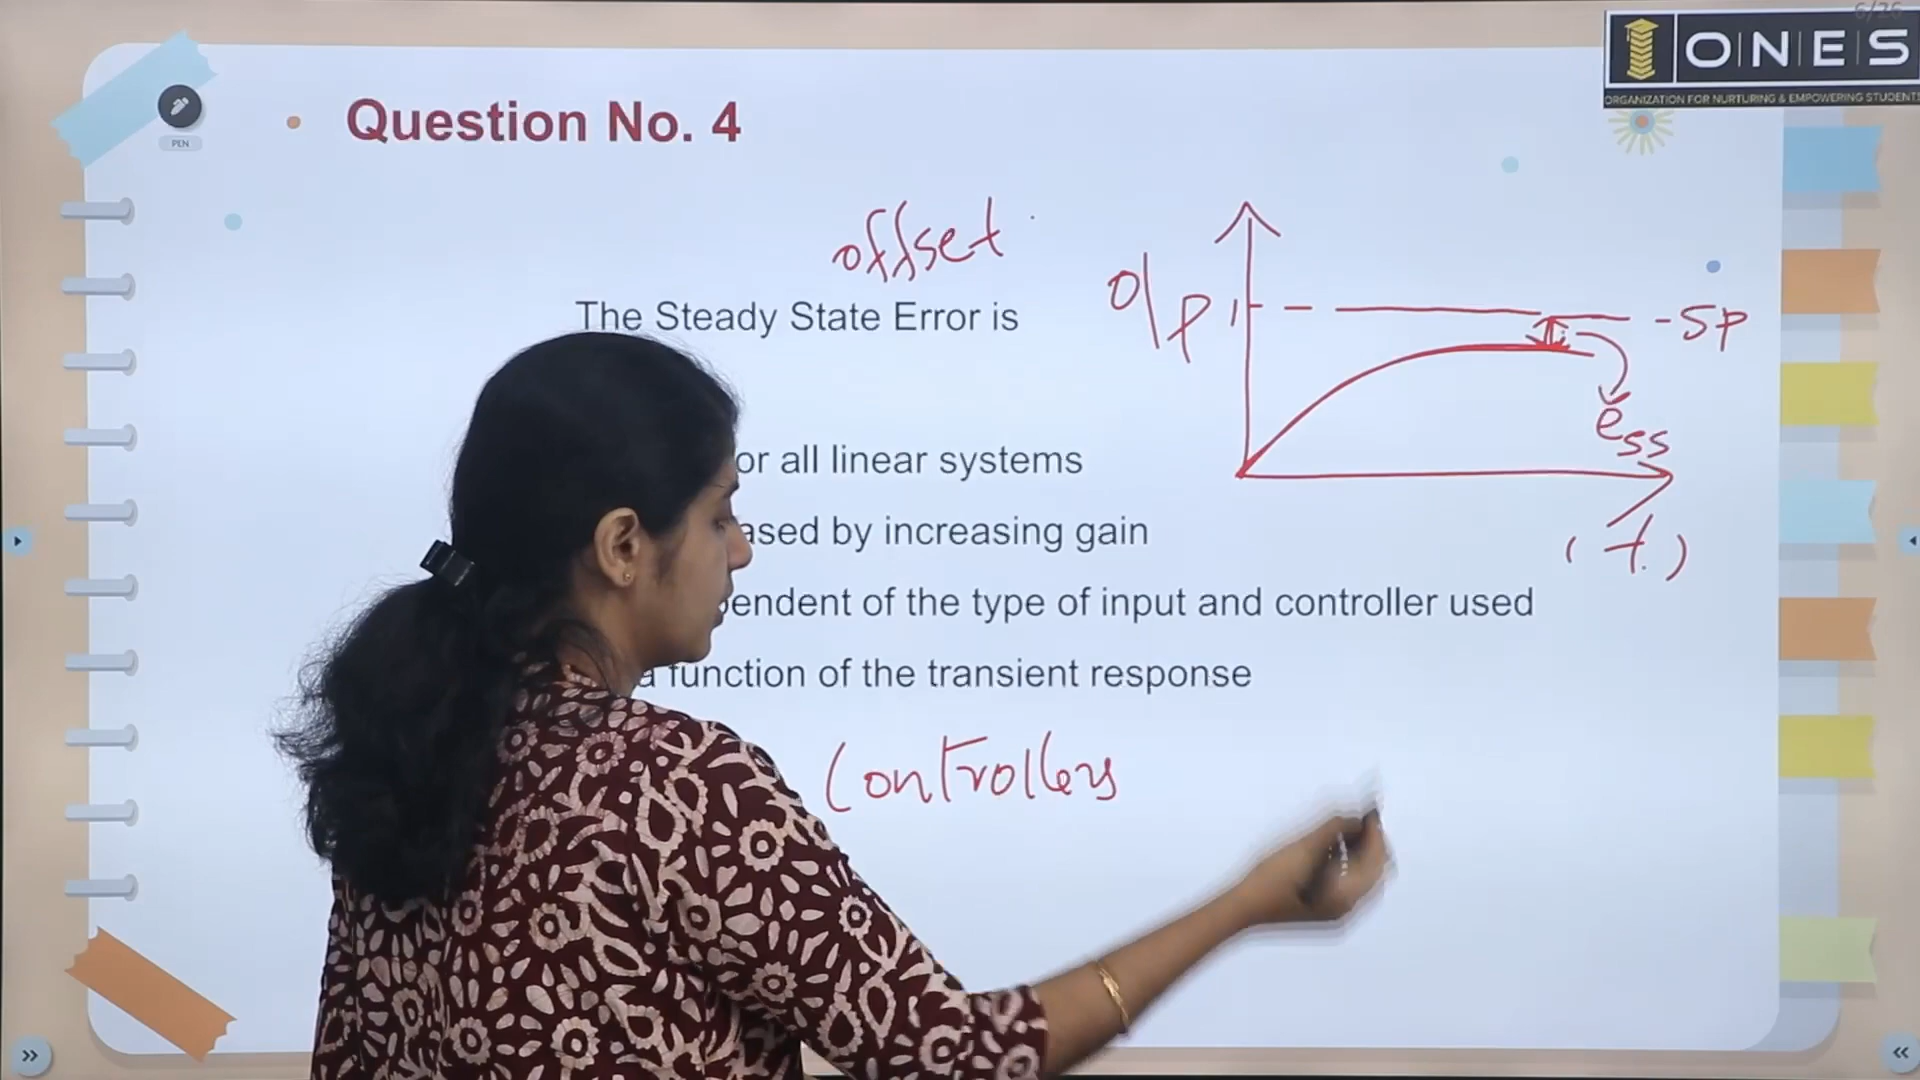 6/26
ONES
ORGANIZATION FOR NURTURING & EMPOWERING STUDENTS
PEN
Question No. 4
offset
The Steady State Error is
o/p
- SP
ess
(t)
or all linear systems
by increasing gain
of the type of input and controller used
a function of the transient response
Controllers